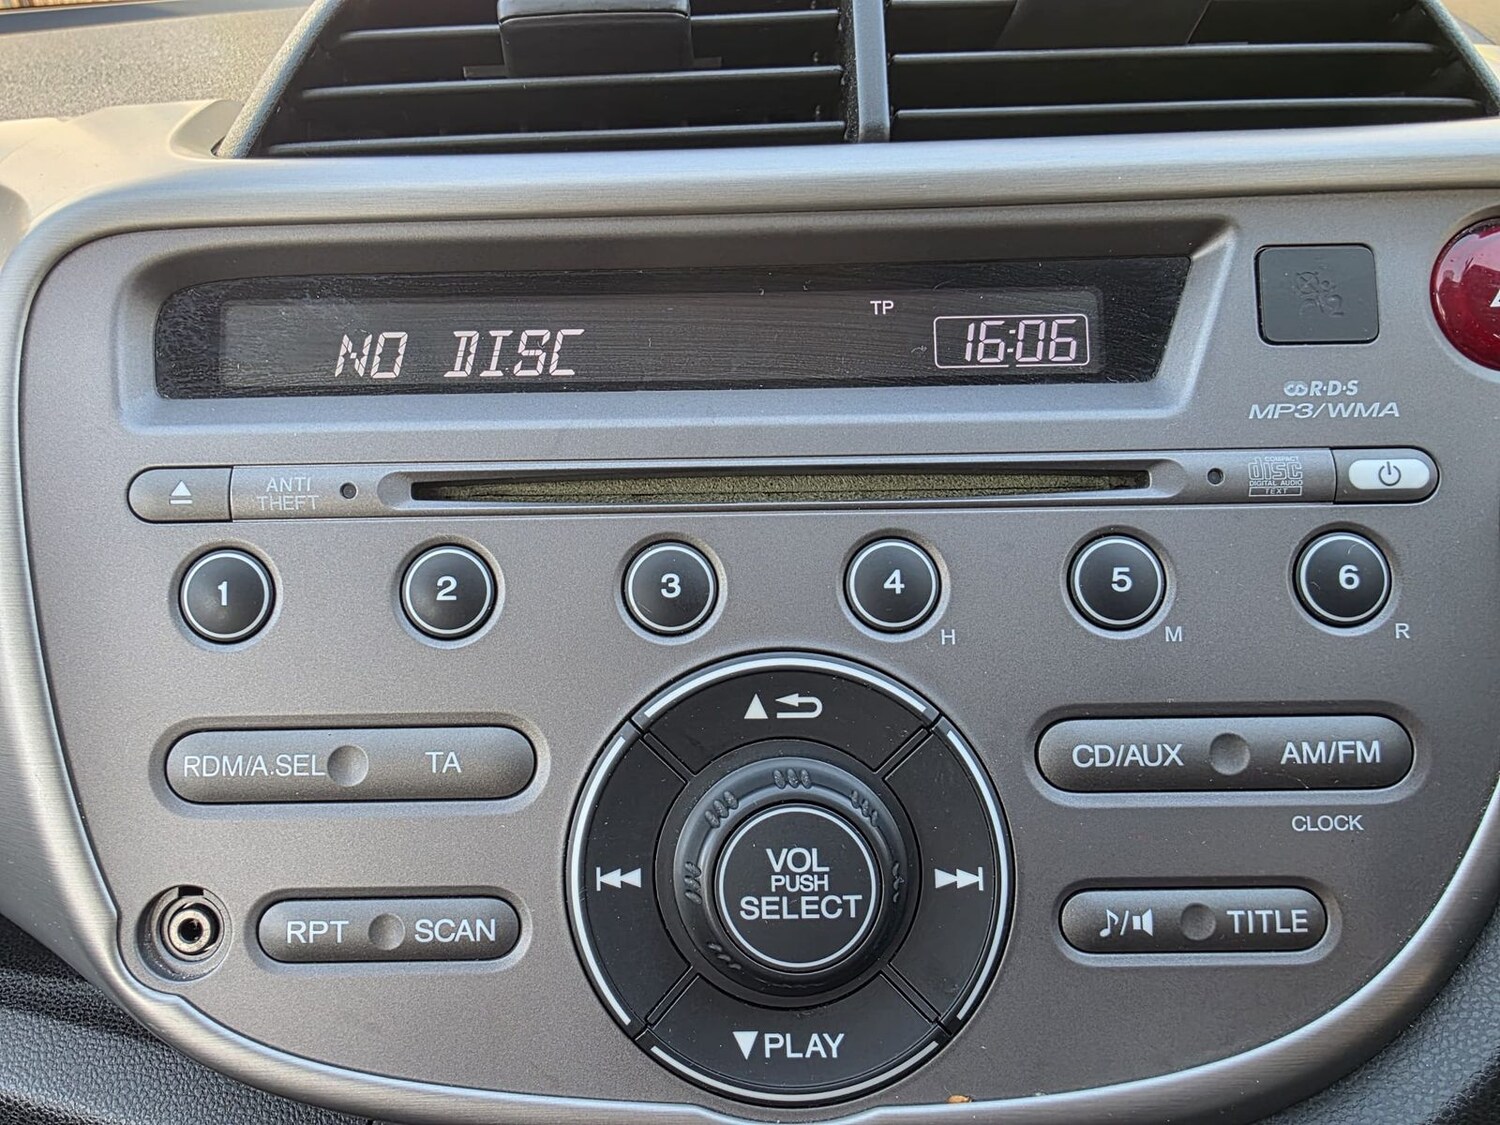 TP
NO DISC
16:06
R·D·S
MP3/WMA
ANTI
THEFT
COMPACT
disc
DIGITAL AUDIO
TEXT
1
2
3
4
5
6
H
M
R
RDM/A.SEL
TA
CD/AUX
AM/FM
CLOCK
VOL
PUSH
SELECT
RPT
SCAN
TITLE
PLAY